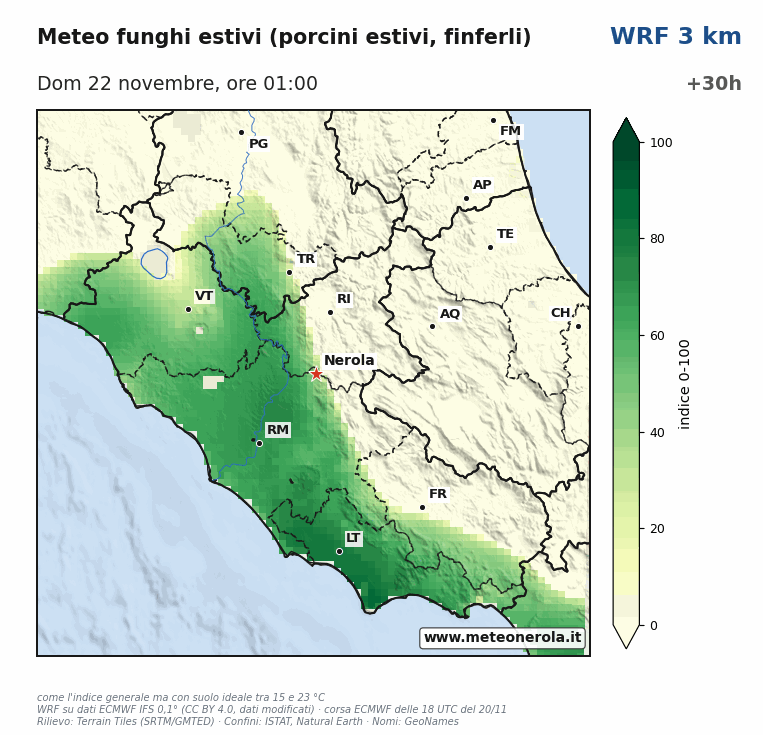 Meteo funghi estivi (porcini estivi, finferli)
WRF 3 km
Dom 22 novembre, ore 01:00
+30h
FM
PG
AP
TE
TR
VT
RI
AQ
CH
Nerola
RM
FR
LT
www.meteonerola.it
100
80
60
40
20
0
indice 0-100
come l'indice generale ma con suolo ideale tra 15 e 23 °C
WRF su dati ECMWF IFS 0,1° (CC BY 4.0, dati modificati) · corsa ECMWF delle 18 UTC del 20/11
Rilievo: Terrain Tiles (SRTM/GMTED) · Confini: ISTAT, Natural Earth · Nomi: GeoNames